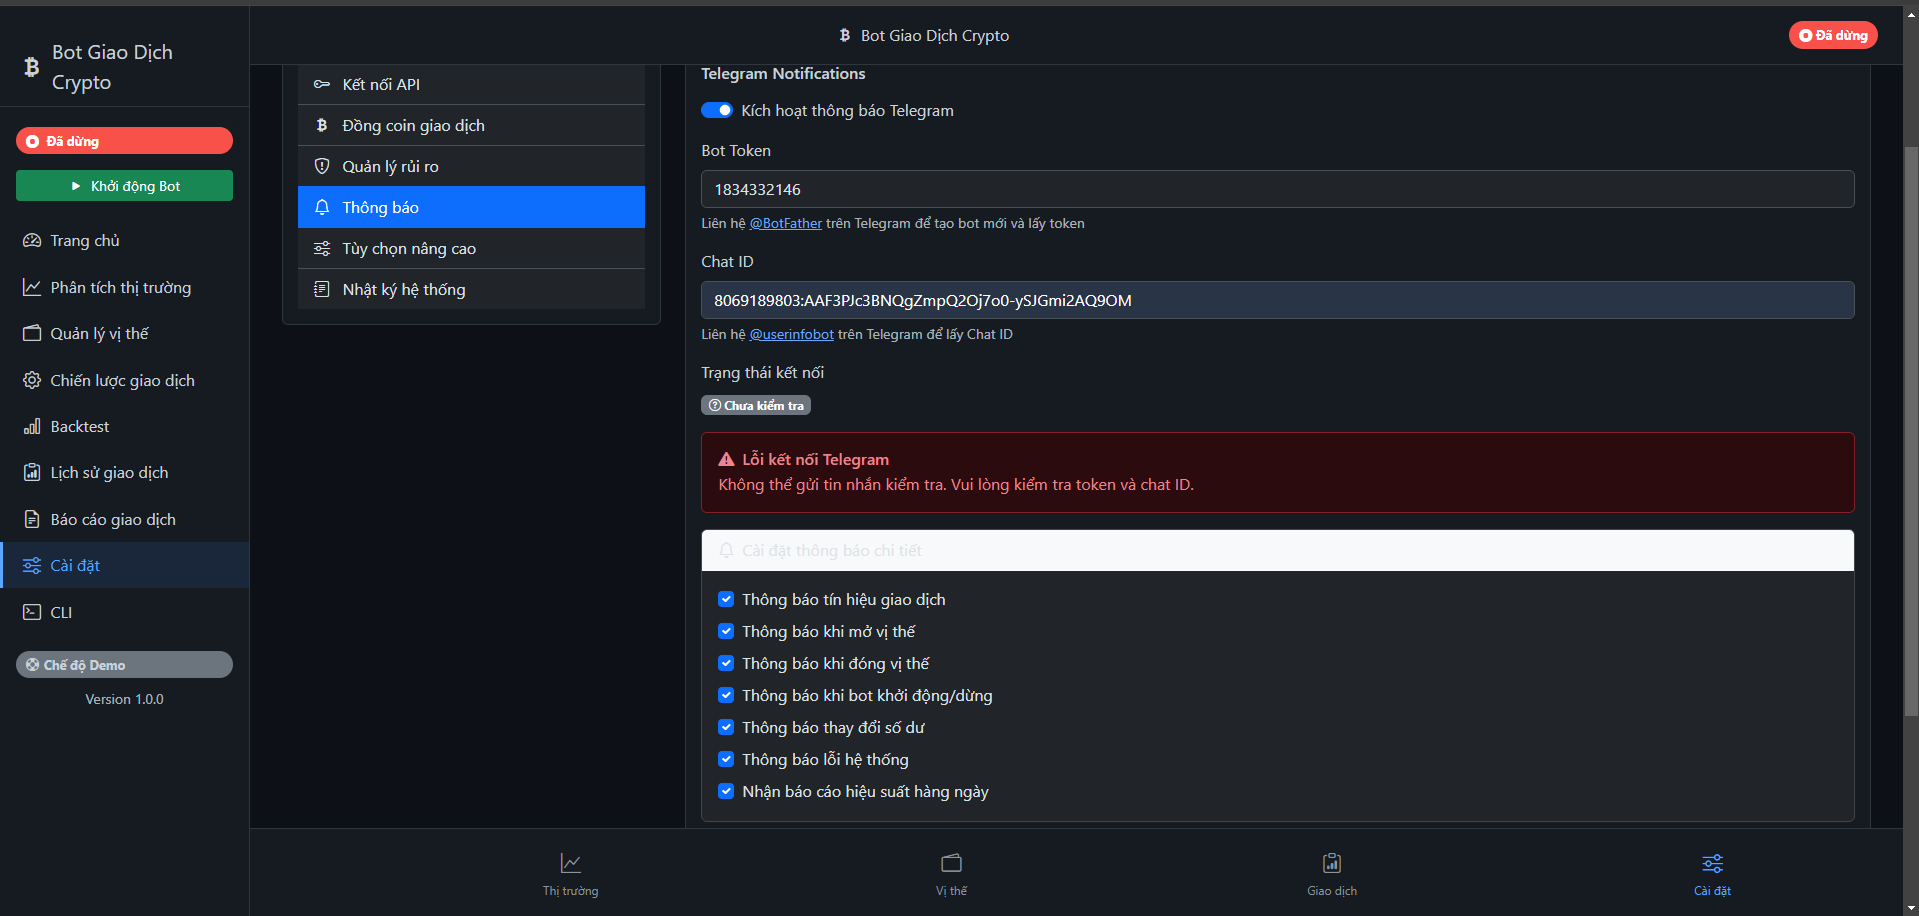 Bot Giao Dịch
Crypto
Đã dừng
Khởi động Bot
Trang chủ
Phân tích thị trường
Quản lý vị thế
Chiến lược giao dịch
Backtest
Lịch sử giao dịch
Báo cáo giao dịch
Cài đặt
CLI
Chế độ Demo
Version 1.0.0
Bot Giao Dịch Crypto
Đã dừng
Kết nối API
Đồng coin giao dịch
Quản lý rủi ro
Thông báo
Tùy chọn nâng cao
Nhật ký hệ thống
Telegram Notifications
Kích hoạt thông báo Telegram
Bot Token
1834332146
Liên hệ @BotFather trên Telegram để tạo bot mới và lấy token
Chat ID
8069189803:AAF3PJc3BNQgZmpQ2Oj7o0-ySJGmi2AQ9OM
Liên hệ @userinfobot trên Telegram để lấy Chat ID
Trạng thái kết nối
Chưa kiểm tra
Lỗi kết nối Telegram
Không thể gửi tin nhắn kiểm tra. Vui lòng kiểm tra token và chat ID.
Cài đặt thông báo chi tiết
Thông báo tín hiệu giao dịch
Thông báo khi mở vị thế
Thông báo khi đóng vị thế
Thông báo khi bot khởi động/dừng
Thông báo thay đổi số dư
Thông báo lỗi hệ thống
Nhận báo cáo hiệu suất hàng ngày
Thị trường
Vị thế
Giao dịch
Cài đặt